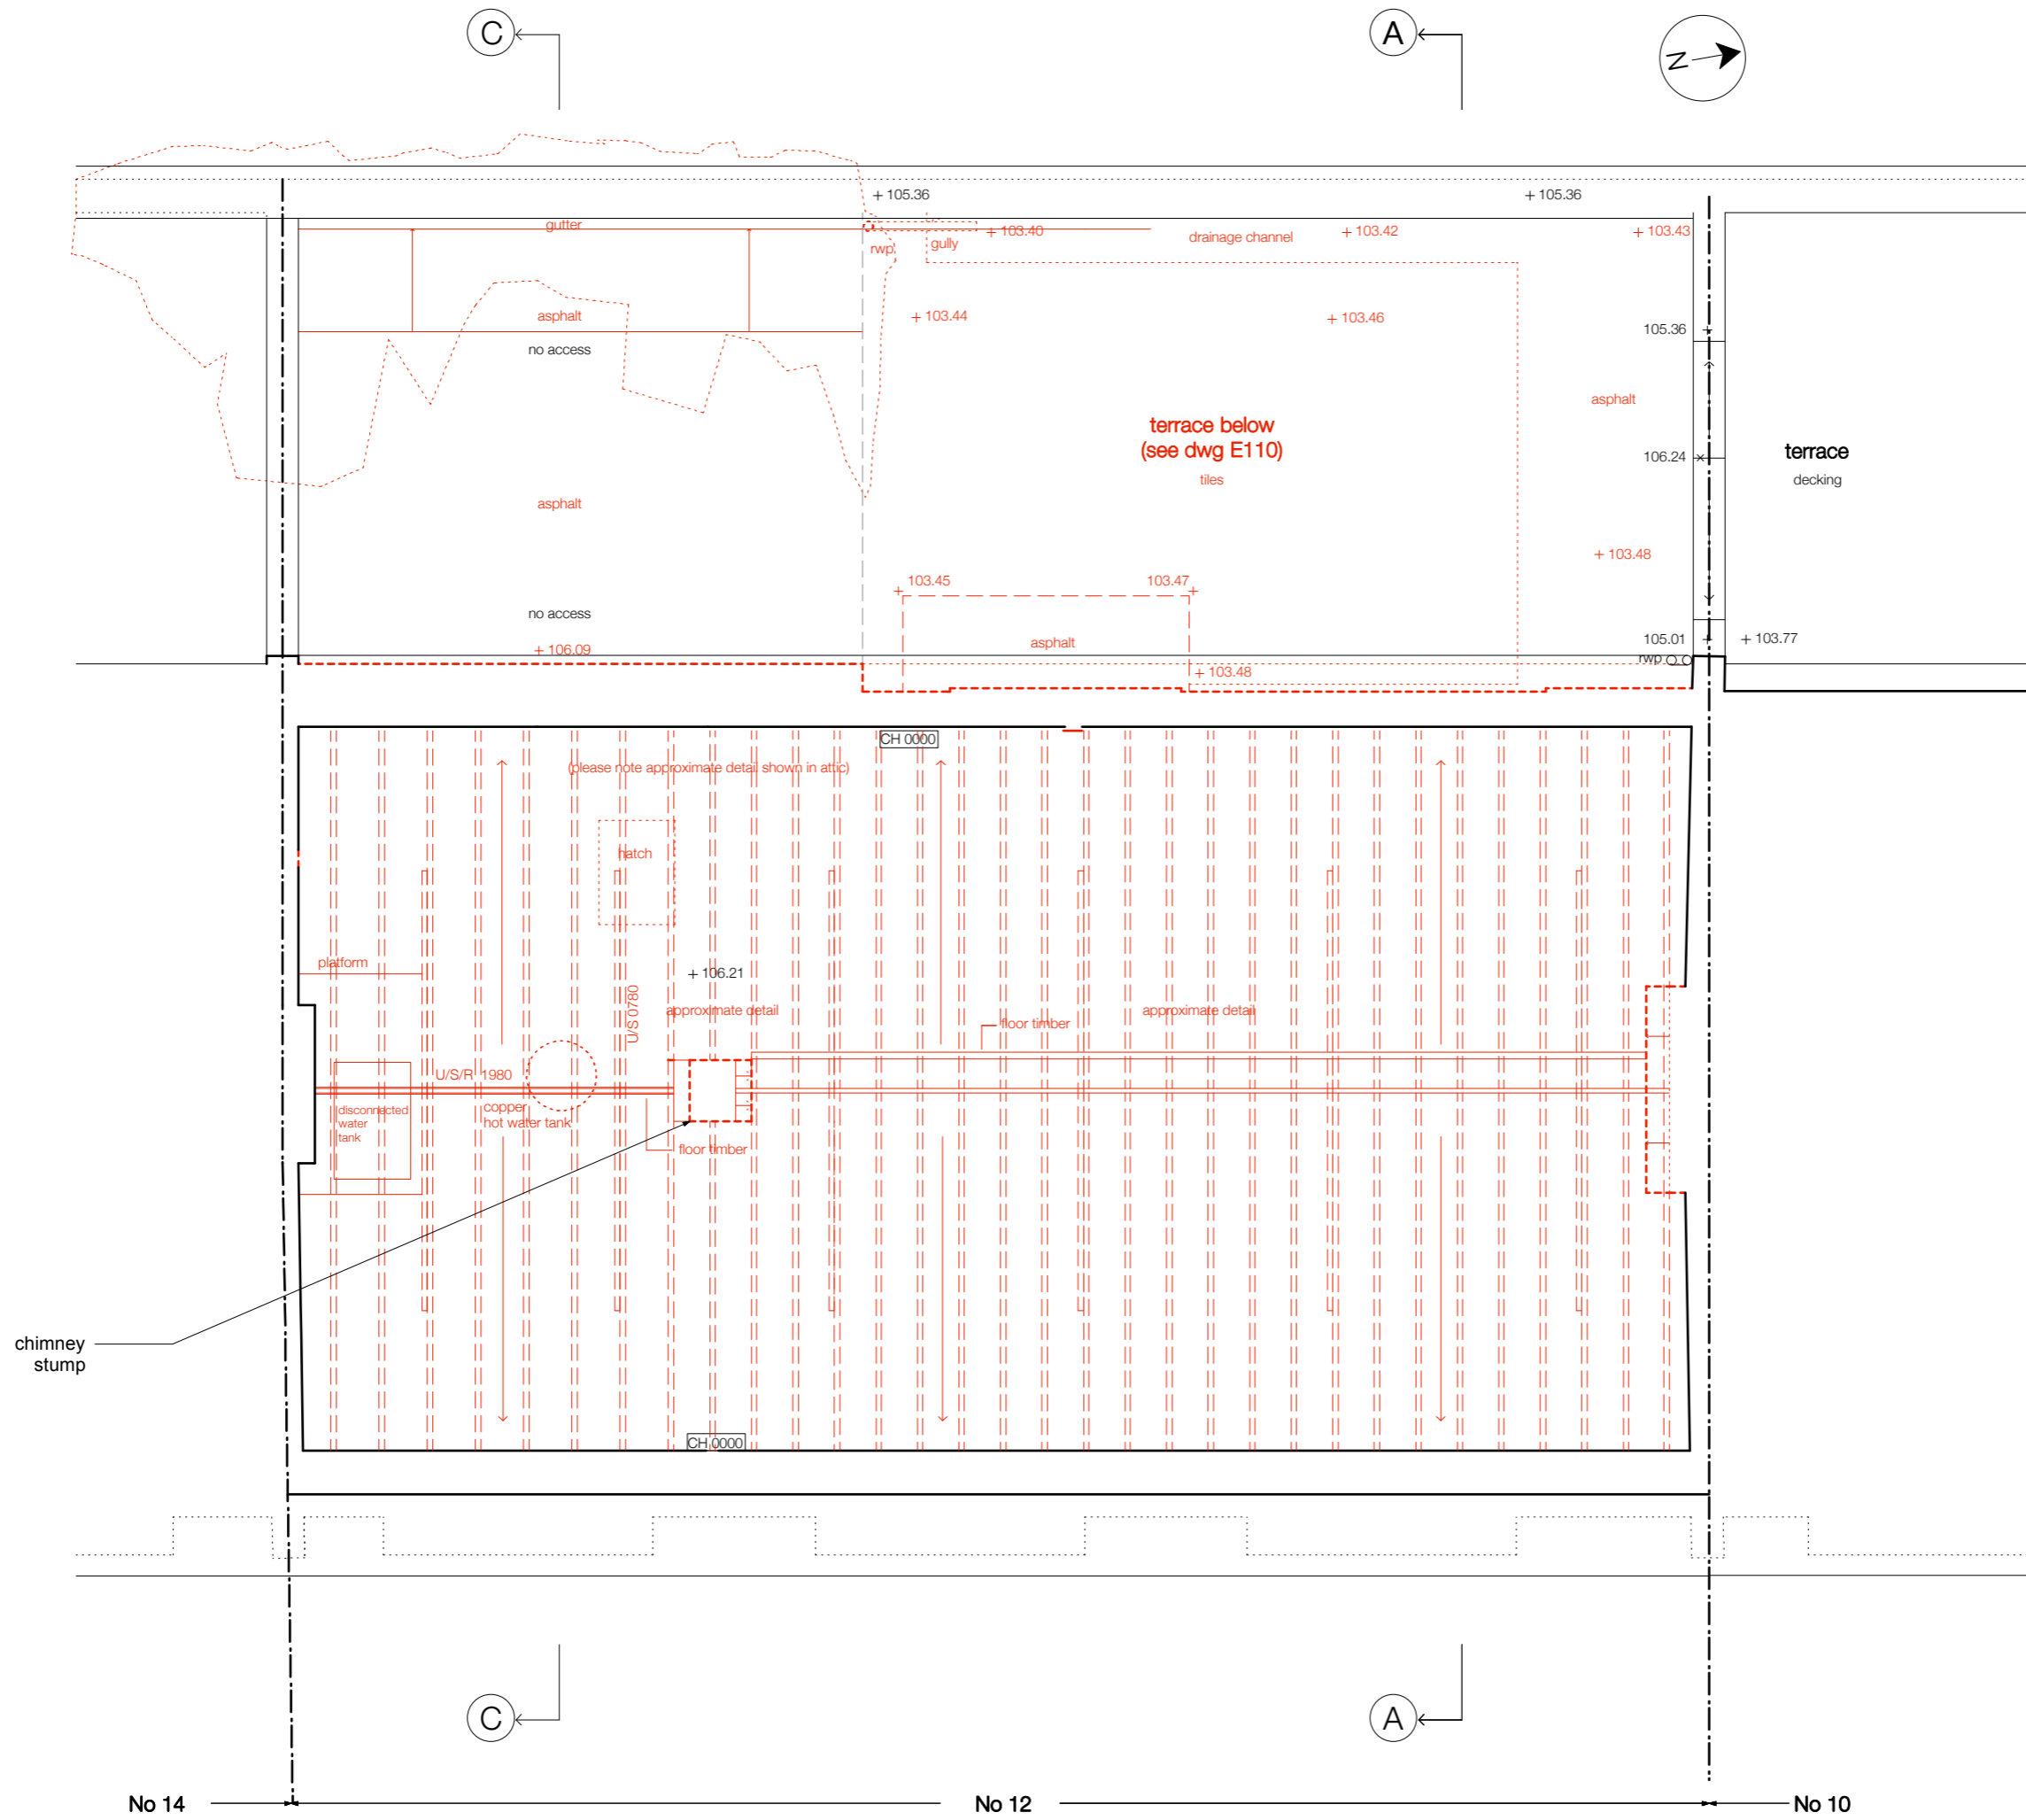 C
A
N
+ 105.36
+ 105.36
gutter
rwp
gully
+ 103.40
drainage channel
+ 103.42
+ 103.43
asphalt
+ 103.44
+ 103.46
105.36
no access
asphalt
terrace below
(see dwg E110)
tiles
106.24
terrace
decking
asphalt
+ 103.48
103.45
103.47
no access
+ 106.09
asphalt
105.01
+ 103.77
rwp
+ 103.48
CH 0000
(please note approximate detail shown in attic)
hatch
platform
+ 106.21
U/S 0780
approximate detail
approximate detail
floor timber
U/S/R 1980
disconnected
water
tank
copper
hot water tank
floor timber
chimney
stump
CH 0000
C
A
No 14
No 12
No 10